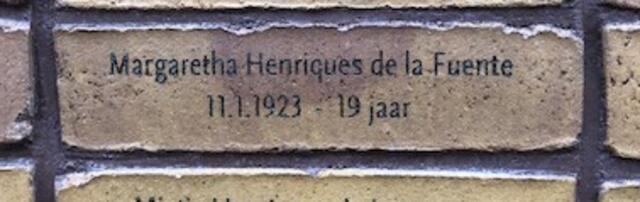 Margaretha Henriques de la Fuente
11.1.1923 - 19 jaar